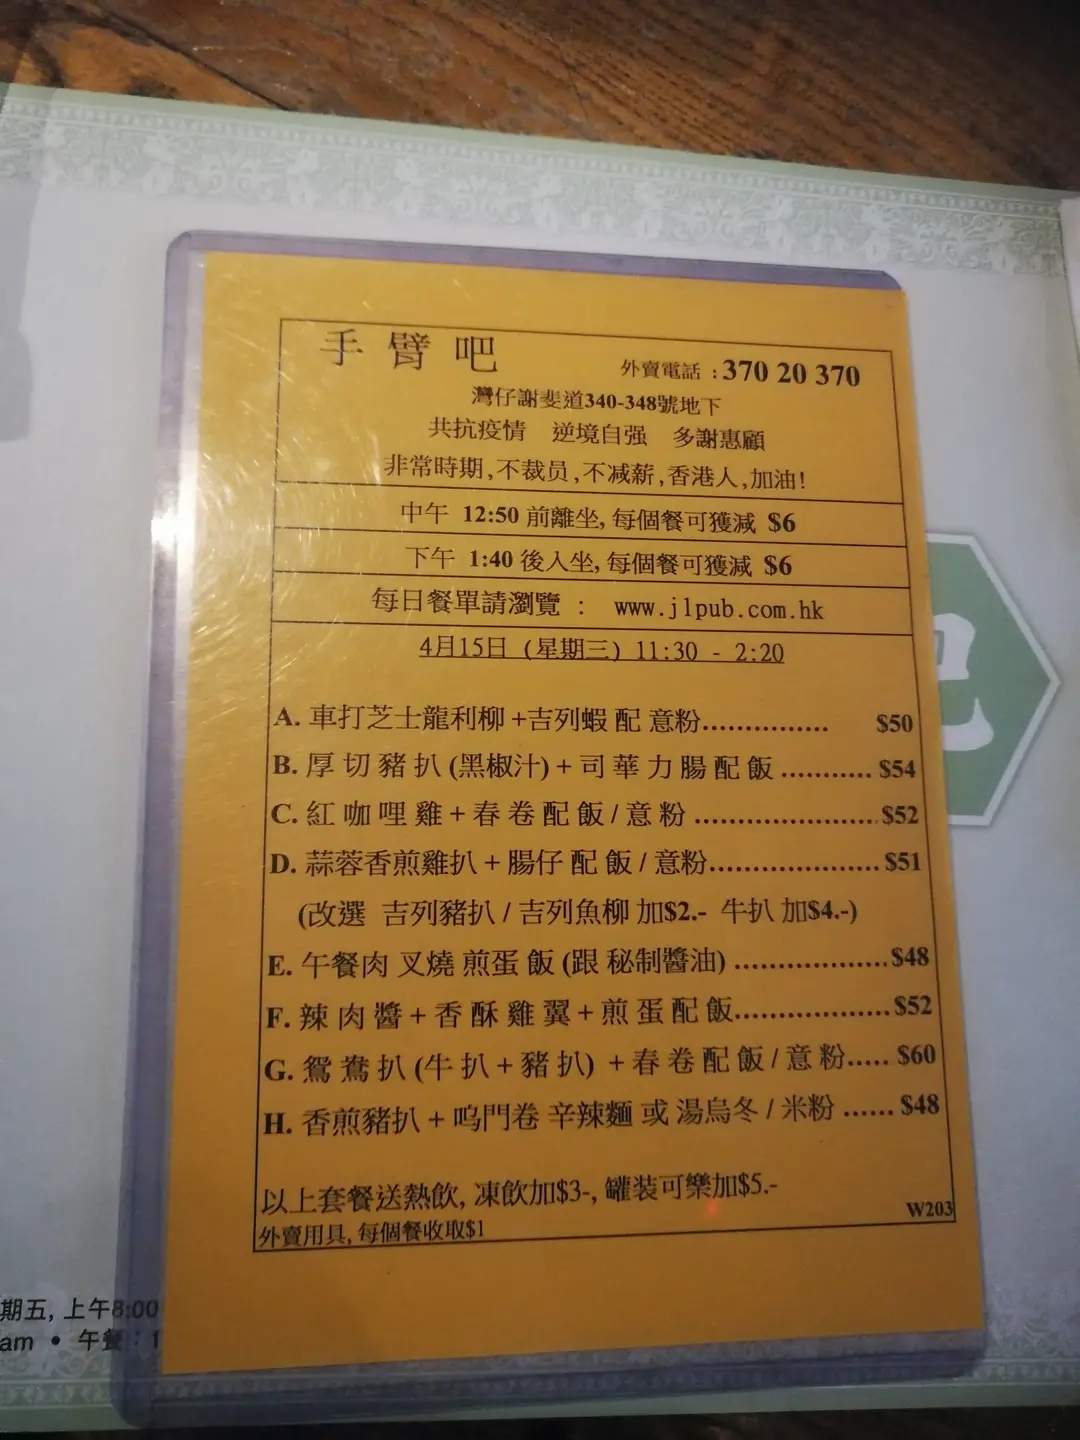 手臂吧 外賣電話 : 370 20 370
灣仔謝斐道340-348號地下
共抗疫情 逆境自强 多謝惠顧
非常時期,不裁员,不减薪,香港人,加油!
中午 12:50 前離坐, 每個餐可獲減 $6
下午 1:40 後入坐, 每個餐可獲減 $6
每日餐單請瀏覽 : www.j1pub.com.hk
4月15日 (星期三) 11:30 - 2:20
A. 車打芝士龍利柳 +吉列蝦 配 意粉............... $50
B. 厚切豬扒 (黑椒汁) + 司華力腸配飯 ........... $54
C. 紅咖哩雞 + 春卷配飯 / 意粉 ...................... $52
D. 蒜蓉香煎雞扒 + 腸仔 配 飯 / 意粉..................... $51
(改選 吉列豬扒 / 吉列魚柳 加$2.- 牛扒 加$4.-)
E. 午餐肉 叉燒 煎蛋 飯 (跟 秘制醬油) ................... $48
F. 辣肉醬 + 香酥雞翼 + 煎蛋配飯................... $52
G. 鴛鴦扒 (牛扒 + 豬扒) + 春卷配飯 / 意粉..... $60
H. 香煎豬扒 + 呜門卷 辛辣麵 或 湯烏冬 / 米粉 ...... $48
以上套餐送熱飲, 凍飲加$3-, 罐装可樂加$5.-
W203
外賣用具, 每個餐收取$1
期五, 上午8:00
am • 午餐 : 1
吧